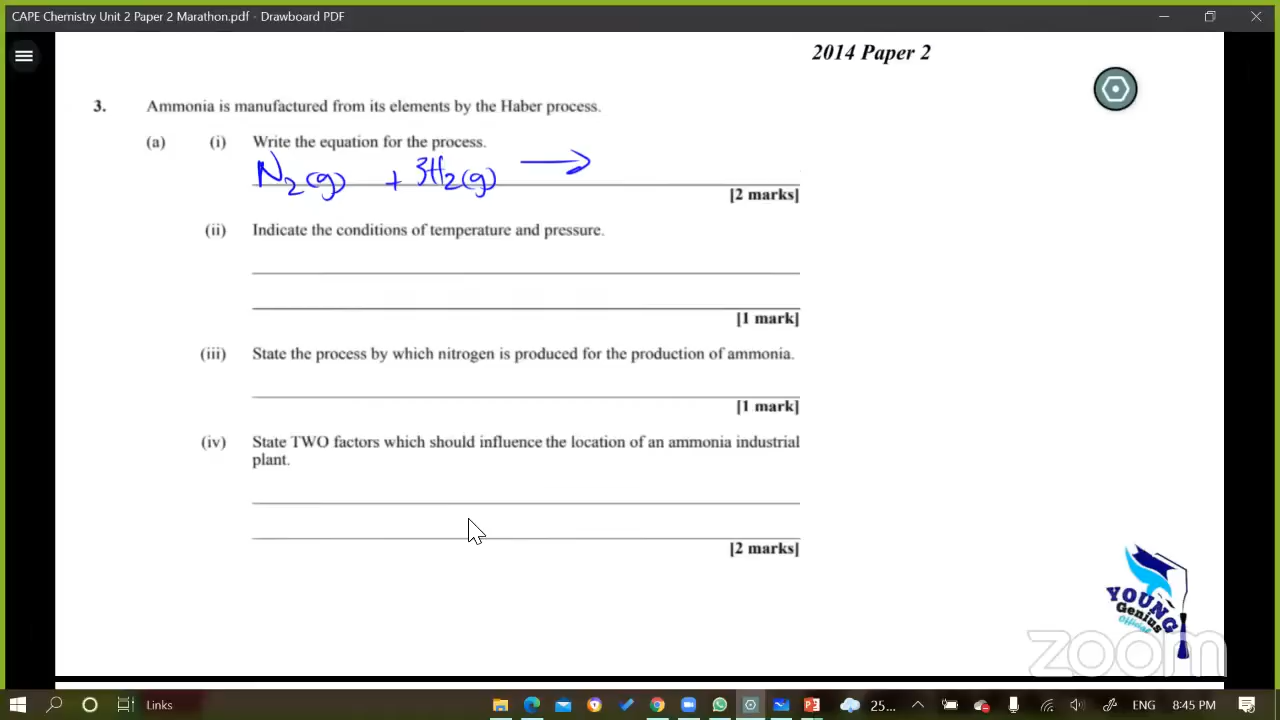 CAPE Chemistry Unit 2 Paper 2 Marathon.pdf - Drawboard PDF
2014 Paper 2
3. Ammonia is manufactured from its elements by the Haber process.
(a) (i) Write the equation for the process.
N₂(g) + 3H₂(g) →
[2 marks]
(ii) Indicate the conditions of temperature and pressure.
[1 mark]
(iii) State the process by which nitrogen is produced for the production of ammonia.
[1 mark]
(iv) State TWO factors which should influence the location of an ammonia industrial
plant.
[2 marks]
YOUNG
Genius
Official
zoom
Links 25... ENG 8:45 PM